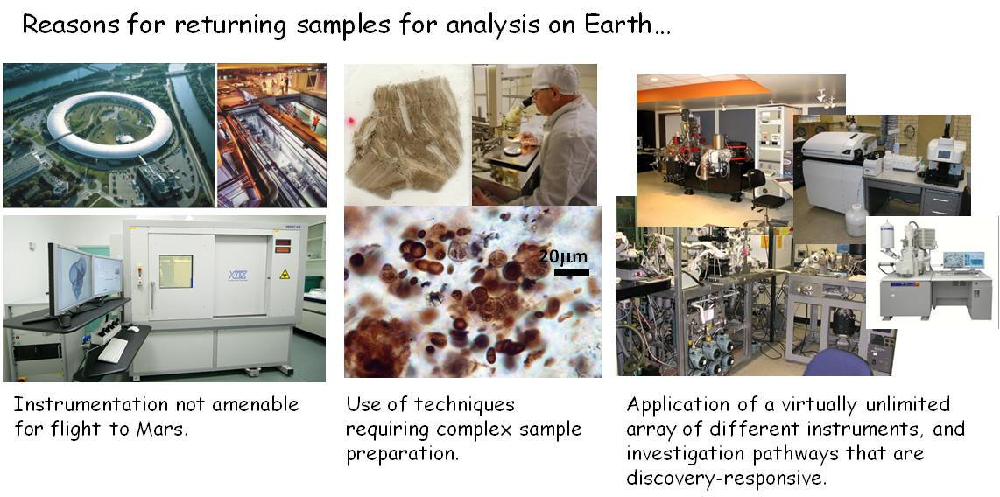 Reasons for returning samples for analysis on Earth...
XTEK
20μm
Instrumentation not amenable
for flight to Mars.
Use of techniques
requiring complex sample
preparation.
Application of a virtually unlimited
array of different instruments, and
investigation pathways that are
discovery-responsive.